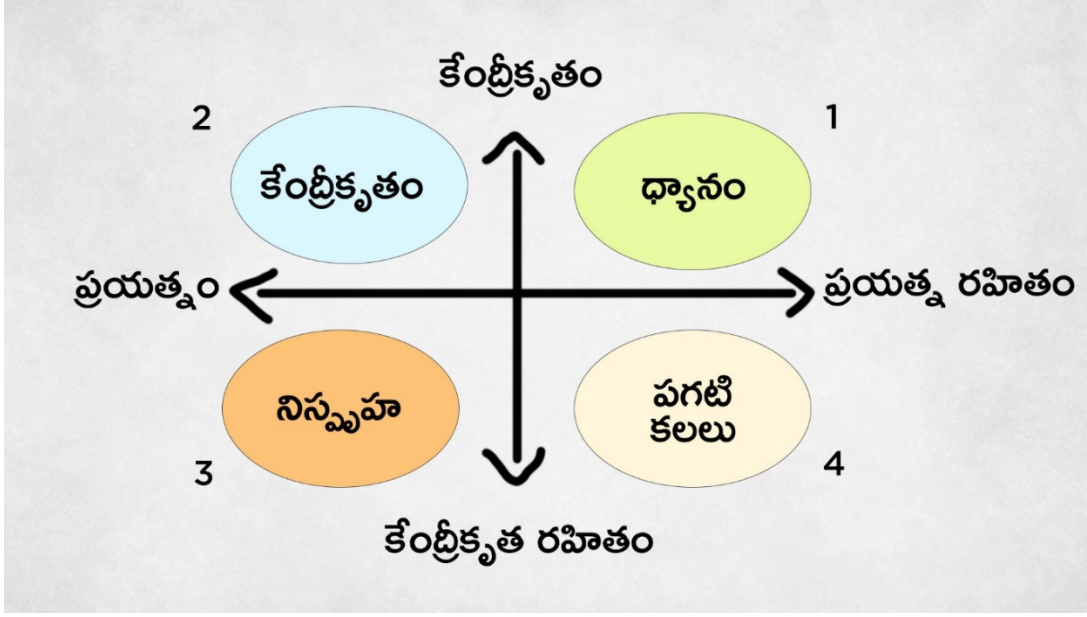 కేంద్రీకృతం
2
1
కేంద్రీకృతం
ధ్యానం
ప్రయత్నం
ప్రయత్న రహితం
నిస్పృహ
పగటి
కలలు
3
4
కేంద్రీకృత రహితం